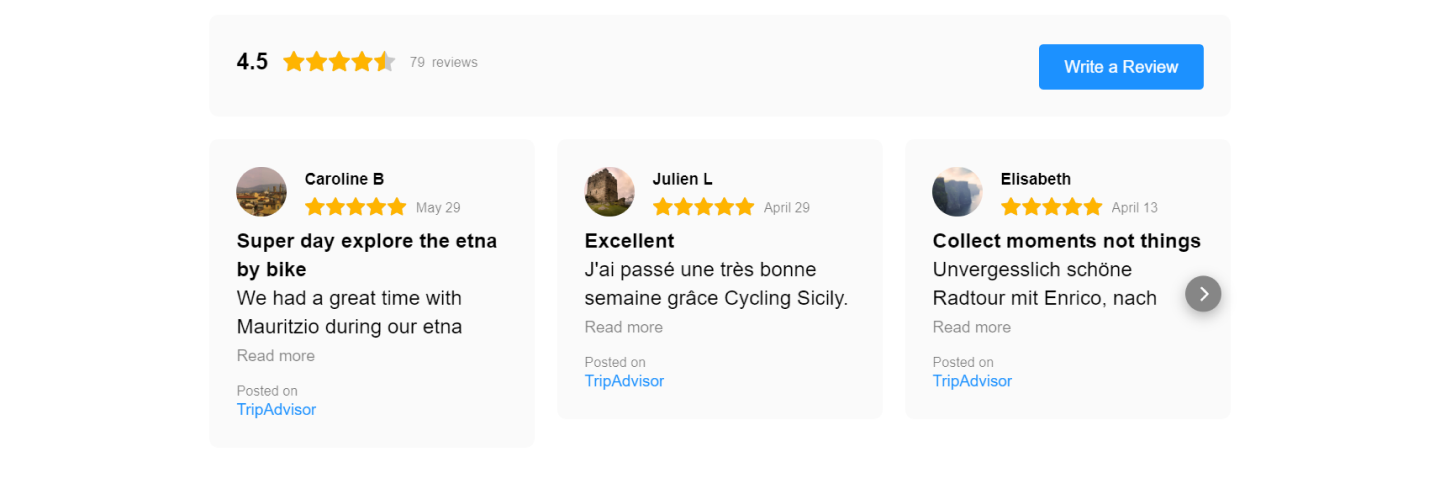 4.5 79 reviews
Write a Review
Caroline B
May 29
Super day explore the etna
by bike
We had a great time with
Mauritzio during our etna
Read more
Posted on
TripAdvisor
Julien L
April 29
Excellent
J'ai passé une très bonne
semaine grâce Cycling Sicily.
Read more
Posted on
TripAdvisor
Elisabeth
April 13
Collect moments not things
Unvergesslich schöne
Radtour mit Enrico, nach
Read more
Posted on
TripAdvisor